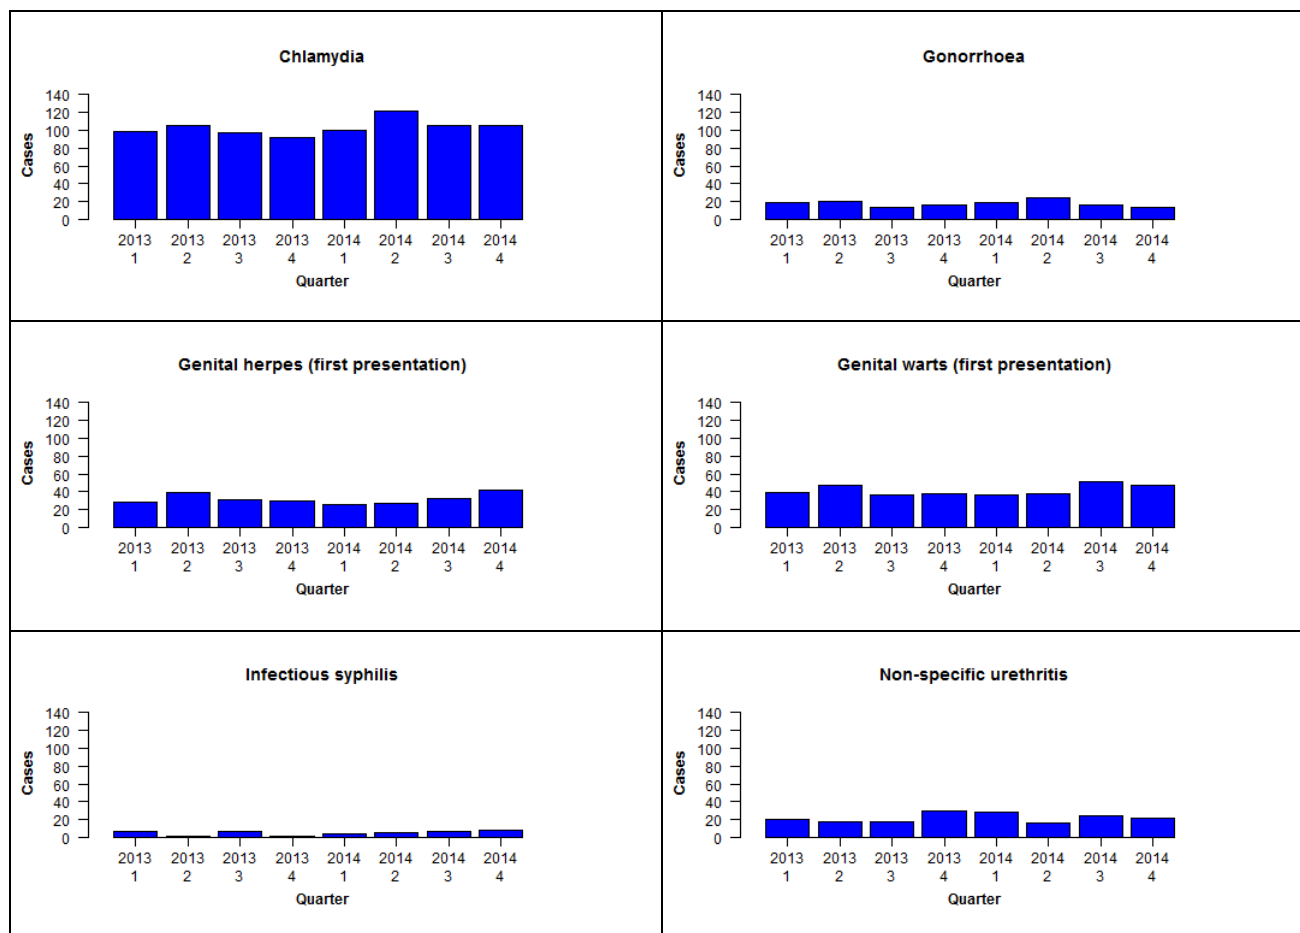 Chlamydia
Cases
140
120
100
80
60
40
20
0
2013 2013 2013 2013 2014 2014 2014 2014
1 2 3 4 1 2 3 4
Quarter
Gonorrhoea
Cases
140
120
100
80
60
40
20
0
2013 2013 2013 2013 2014 2014 2014 2014
1 2 3 4 1 2 3 4
Quarter
Genital herpes (first presentation)
Cases
140
120
100
80
60
40
20
0
2013 2013 2013 2013 2014 2014 2014 2014
1 2 3 4 1 2 3 4
Quarter
Genital warts (first presentation)
Cases
140
120
100
80
60
40
20
0
2013 2013 2013 2013 2014 2014 2014 2014
1 2 3 4 1 2 3 4
Quarter
Infectious syphilis
Cases
140
120
100
80
60
40
20
0
2013 2013 2013 2013 2014 2014 2014 2014
1 2 3 4 1 2 3 4
Quarter
Non-specific urethritis
Cases
140
120
100
80
60
40
20
0
2013 2013 2013 2013 2014 2014 2014 2014
1 2 3 4 1 2 3 4
Quarter